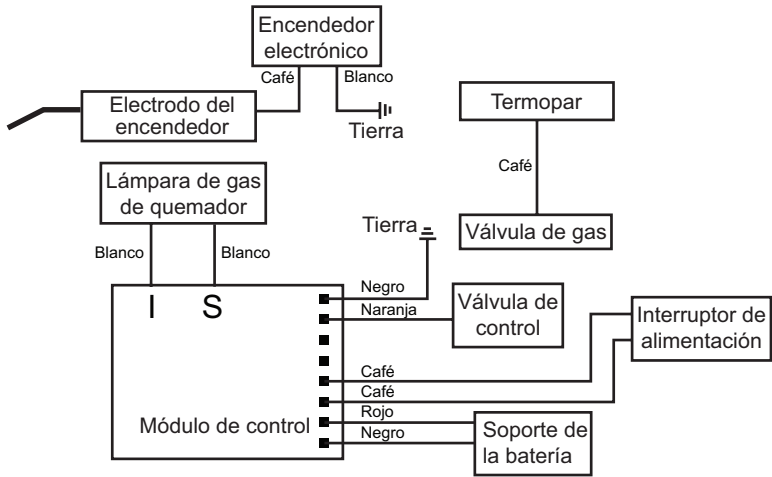 Encendedor
electrónico
Café
Blanco
Electrodo del
encendedor
Tierra
Termopar
Café
Válvula de gas
Lámpara de gas
de quemador
Blanco
Blanco
Tierra
I
S
Negro
Naranja
Válvula de
control
Interruptor de
alimentación
Café
Café
Rojo
Negro
Módulo de control
Soporte de
la batería